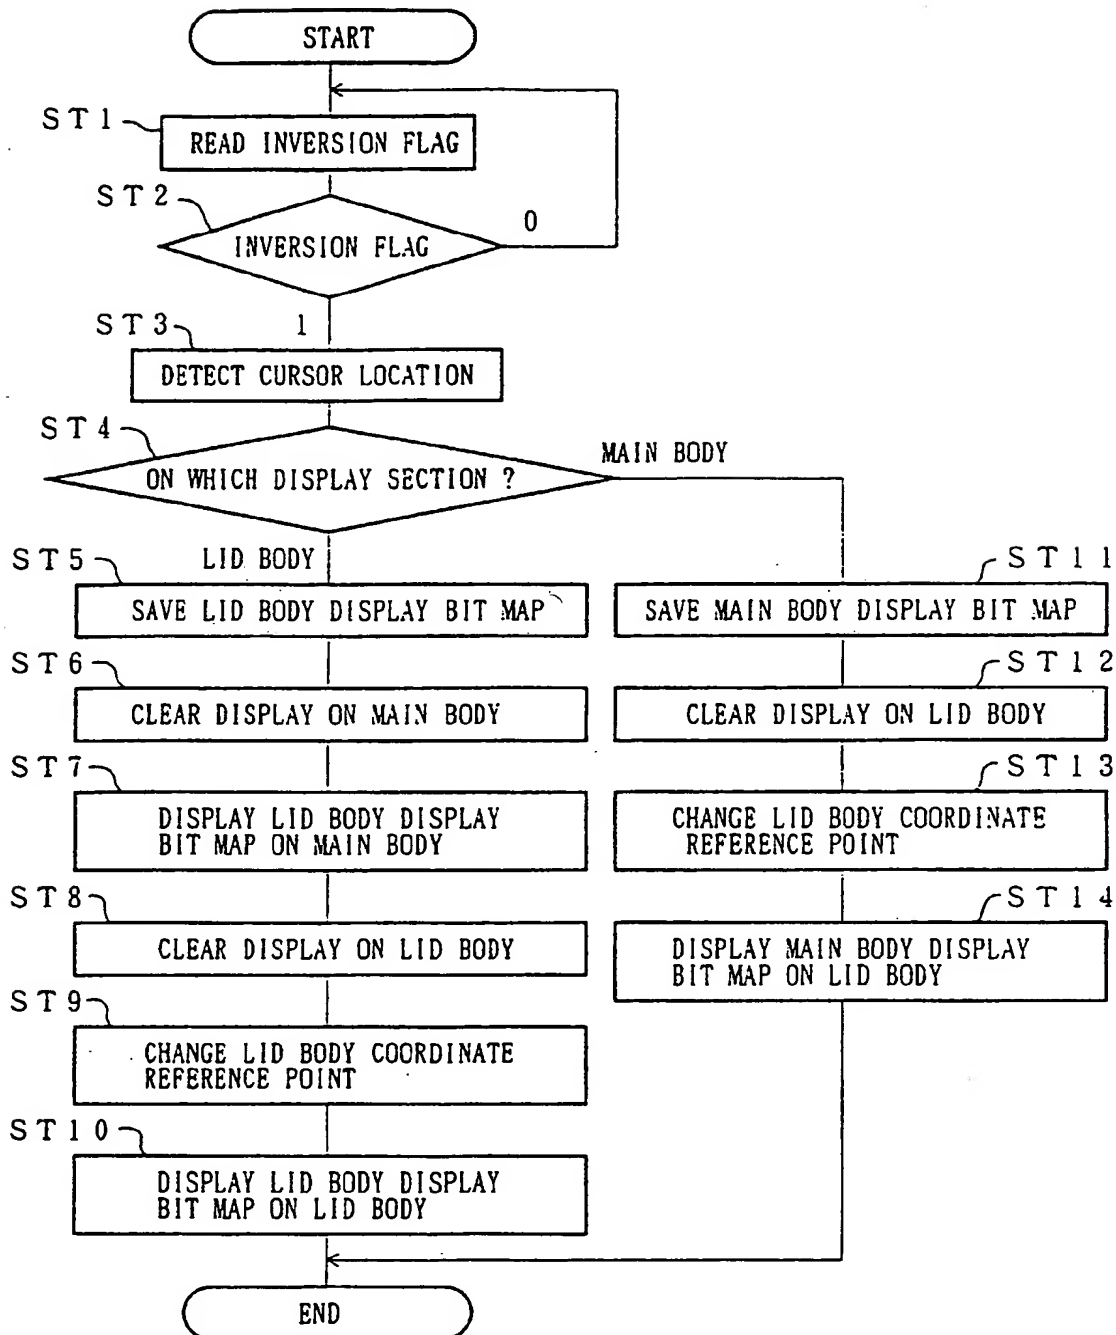 START
ST1
READ INVERSION FLAG
ST2
INVERSION FLAG
0
1
ST3
DETECT CURSOR LOCATION
ST4
ON WHICH DISPLAY SECTION ?
MAIN BODY
LID BODY
ST5
SAVE LID BODY DISPLAY BIT MAP
ST6
CLEAR DISPLAY ON MAIN BODY
ST7
DISPLAY LID BODY DISPLAY
BIT MAP ON MAIN BODY
ST8
CLEAR DISPLAY ON LID BODY
ST9
CHANGE LID BODY COORDINATE
REFERENCE POINT
ST10
DISPLAY LID BODY DISPLAY
BIT MAP ON LID BODY
ST11
SAVE MAIN BODY DISPLAY BIT MAP
ST12
CLEAR DISPLAY ON LID BODY
ST13
CHANGE LID BODY COORDINATE
REFERENCE POINT
ST14
DISPLAY MAIN BODY DISPLAY
BIT MAP ON LID BODY
END